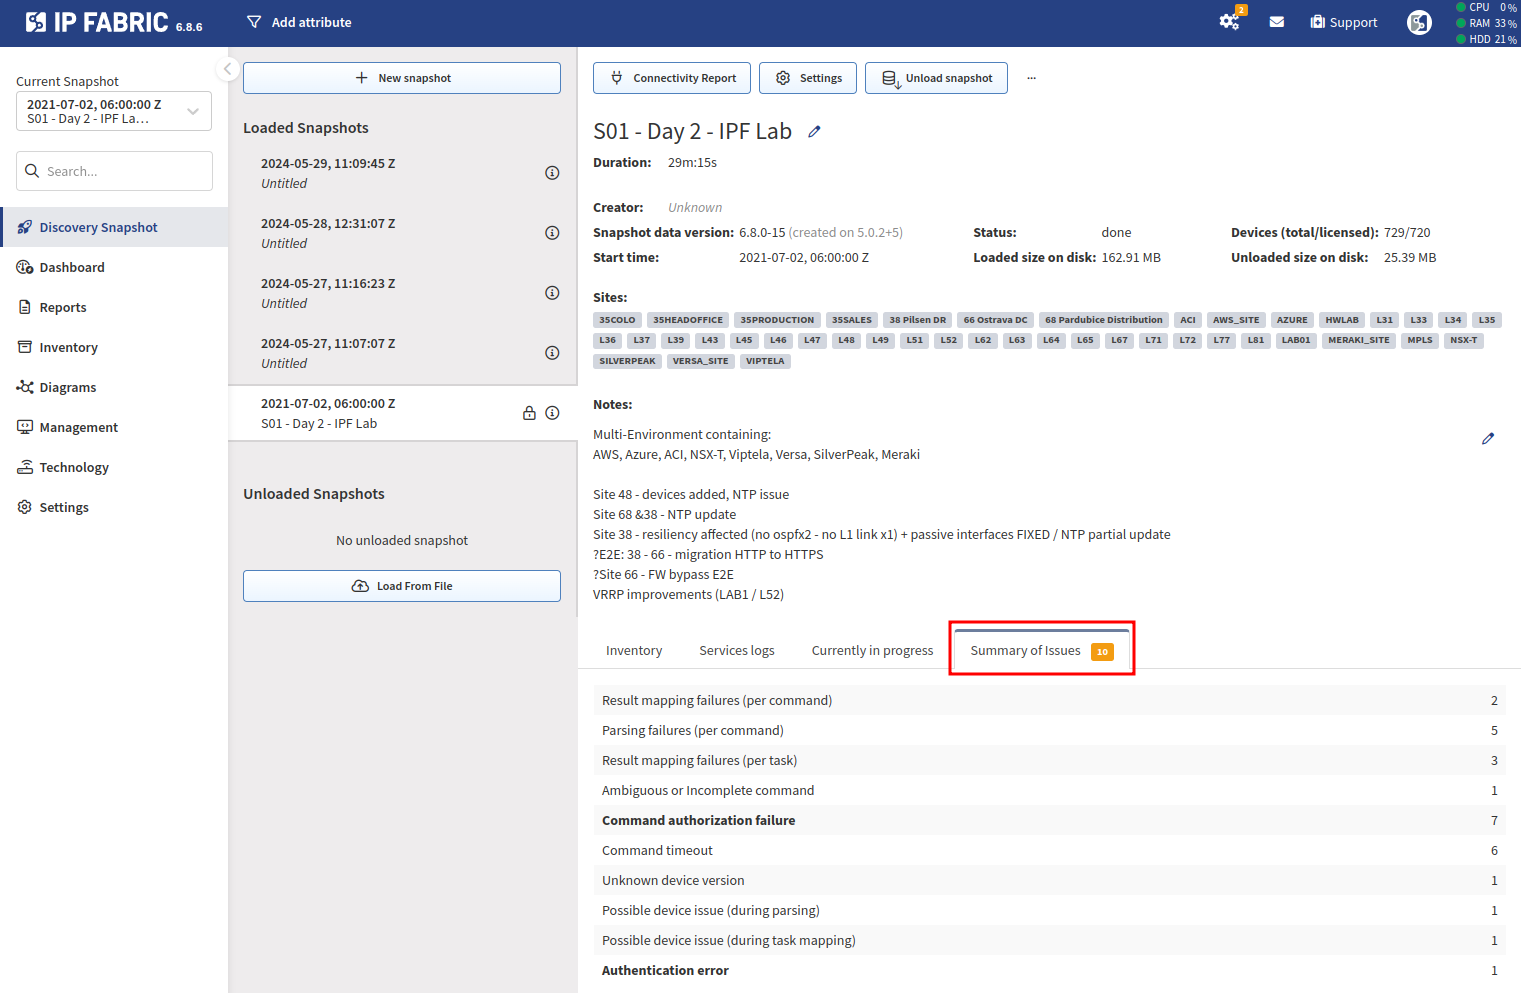 IP FABRIC 6.8.6
Add attribute
2
Support
CPU 0 %
RAM 33 %
HDD 21 %
Current Snapshot
2021-07-02, 06:00:00 Z
S01 - Day 2 - IPF La...
Search...
Discovery Snapshot
Dashboard
Reports
Inventory
Diagrams
Management
Technology
Settings
New snapshot
Loaded Snapshots
2024-05-29, 11:09:45 Z
Untitled
2024-05-28, 12:31:07 Z
Untitled
2024-05-27, 11:16:23 Z
Untitled
2024-05-27, 11:07:07 Z
Untitled
2021-07-02, 06:00:00 Z
S01 - Day 2 - IPF Lab
Unloaded Snapshots
No unloaded snapshot
Load From File
Connectivity Report Settings Unload snapshot ...
S01 - Day 2 - IPF Lab
Duration: 29m:15s
Creator: Unknown
Snapshot data version: 6.8.0-15 (created on 5.0.2+5) Status: done Devices (total/licensed): 729/720
Start time: 2021-07-02, 06:00:00 Z Loaded size on disk: 162.91 MB Unloaded size on disk: 25.39 MB
Sites:
35COLO 35HEADOFFICE 35PRODUCTION 35SALES 38 Pilsen DR 66 Ostrava DC 68 Pardubice Distribution ACI AWS_SITE AZURE HWLAB L31 L33 L34 L35
L36 L37 L39 L43 L45 L46 L47 L48 L49 L51 L52 L62 L63 L64 L65 L67 L71 L72 L77 L81 LAB01 MERAKI_SITE MPLS NSX-T
SILVERPEAK VERSA_SITE VIPTELA
Notes:
Multi-Environment containing:
AWS, Azure, ACI, NSX-T, Viptela, Versa, SilverPeak, Meraki
Site 48 - devices added, NTP issue
Site 68 &38 - NTP update
Site 38 - resiliency affected (no ospfx2 - no L1 link x1) + passive interfaces FIXED / NTP partial update
?E2E: 38 - 66 - migration HTTP to HTTPS
?Site 66 - FW bypass E2E
VRRP improvements (LAB1 / L52)
Inventory Services logs Currently in progress Summary of Issues 10
Result mapping failures (per command) 2
Parsing failures (per command) 5
Result mapping failures (per task) 3
Ambiguous or Incomplete command 1
Command authorization failure 7
Command timeout 6
Unknown device version 1
Possible device issue (during parsing) 1
Possible device issue (during task mapping) 1
Authentication error 1